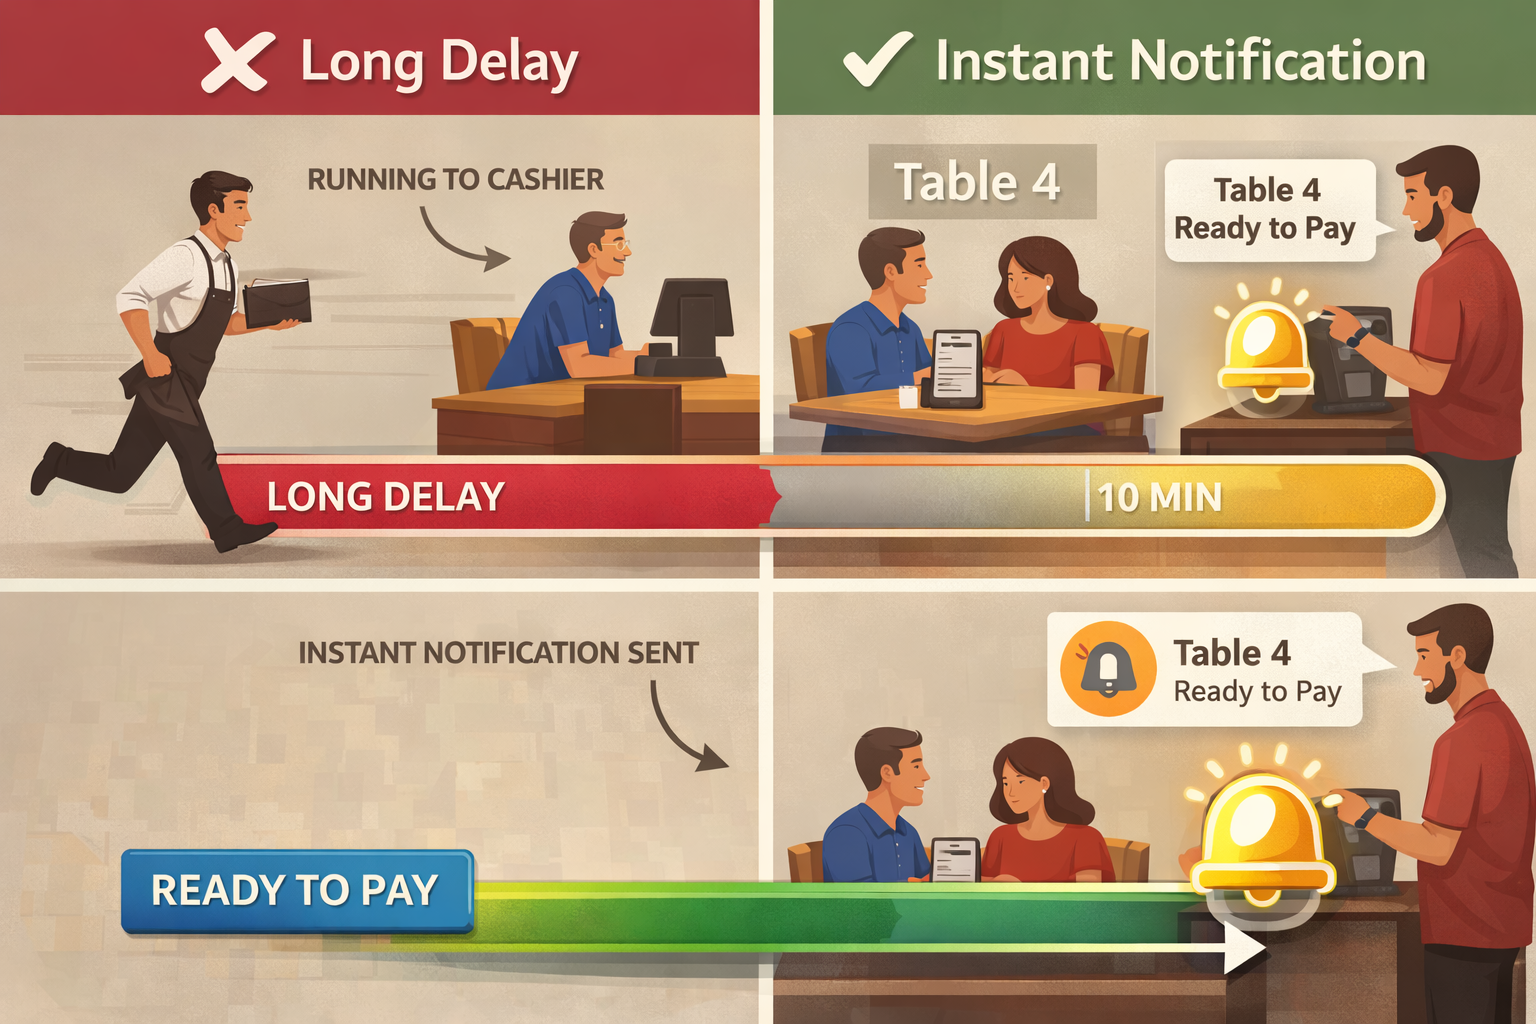 Long Delay
Instant Notification
RUNNING TO CASHIER
Table 4
Table 4
Ready to Pay
LONG DELAY
10 MIN
INSTANT NOTIFICATION SENT
Table 4
Ready to Pay
READY TO PAY